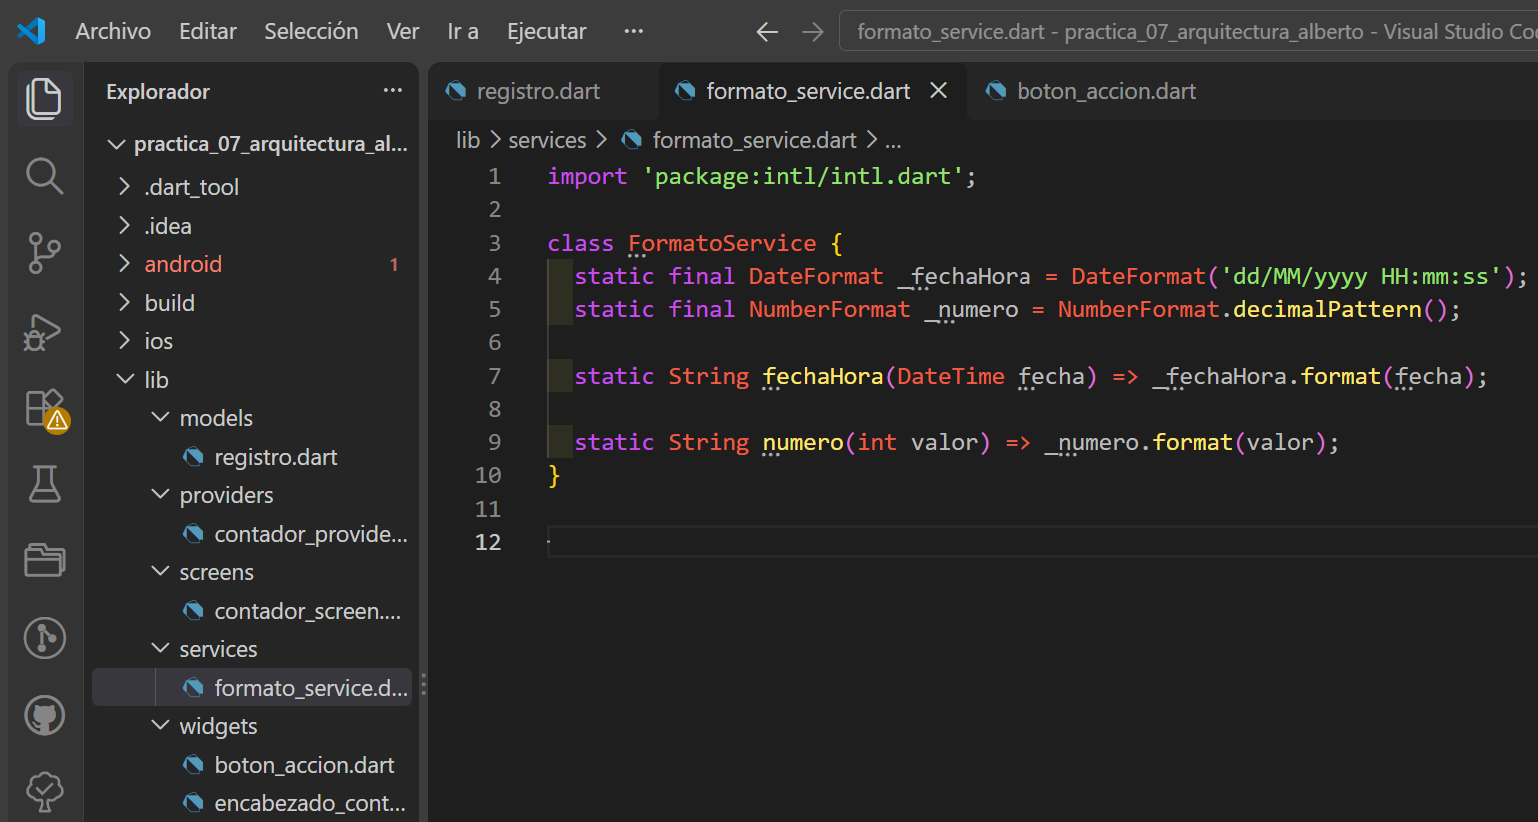 Archivo Editar Selección Ver Ir a Ejecutar ··· formato_service.dart - practica_07_arquitectura_alberto - Visual Studio Co
Explorador ···
practica_07_arquitectura_al...
.dart_tool
.idea
android 1
build
ios
lib
models
registro.dart
providers
contador_provide...
screens
contador_screen....
services
formato_service.d...
widgets
boton_accion.dart
encabezado_cont...
registro.dart formato_service.dart boton_accion.dart
lib > services > formato_service.dart > ...
1 import 'package:intl/intl.dart';
2
3 class FormatoService {
4 static final DateFormat _fechaHora = DateFormat('dd/MM/yyyy HH:mm:ss');
5 static final NumberFormat _numero = NumberFormat.decimalPattern();
6
7 static String fechaHora(DateTime fecha) => _fechaHora.format(fecha);
8
9 static String numero(int valor) => _numero.format(valor);
10 }
11
12